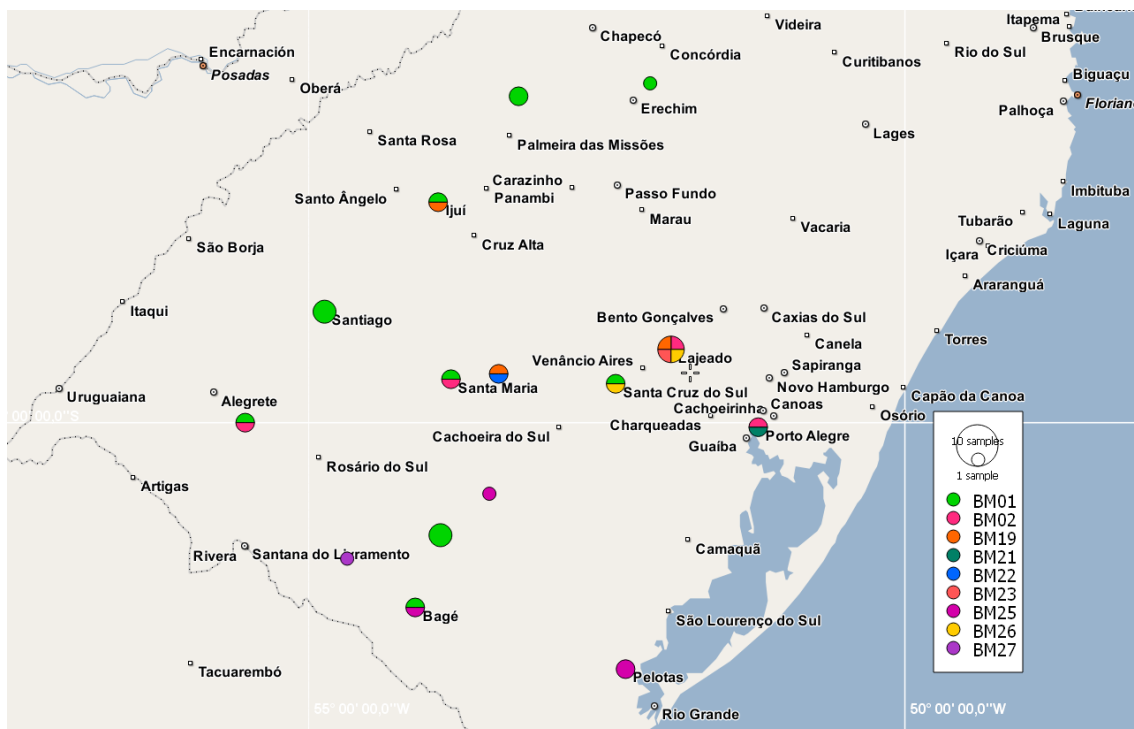 Itapema
Brusque
Chapecó
Videira
Rio do Sul
Encarnación
Posadas
Concórdia
Curitibanos
Biguaçu
Oberá
Erechim
Palhoça
Santa Rosa
Palmeira das Missões
Lages
Carazinho
Santo Ângelo
Panambi
Passo Fundo
Imbituba
Ijuí
Marau
Vacaria
Tubarão
Laguna
São Borja
Cruz Alta
Içara
Criciúma
Araranguá
Itaqui
Santiago
Bento Gonçalves
Caxias do Sul
Torres
Canela
Venâncio Aires
Lajeado
Sapiranga
Uruguaiana
Alegrete
Santa Maria
Santa Cruz do Sul
Novo Hamburgo
Capão da Canoa
Cachoeirinha
Canoas
Osório
00' 00,0''S
Charqueadas
Cachoeira do Sul
Porto Alegre
Guaíba
Rosário do Sul
Artigas
Rivera
Santana do Livramento
Camaquã
Bagé
São Lourenço do Sul
Tacuarembó
Pelotas
Rio Grande
55° 00' 00,0''W
50° 00' 00,0''W
10 samples
1 sample
BM01
BM02
BM19
BM21
BM22
BM23
BM25
BM26
BM27